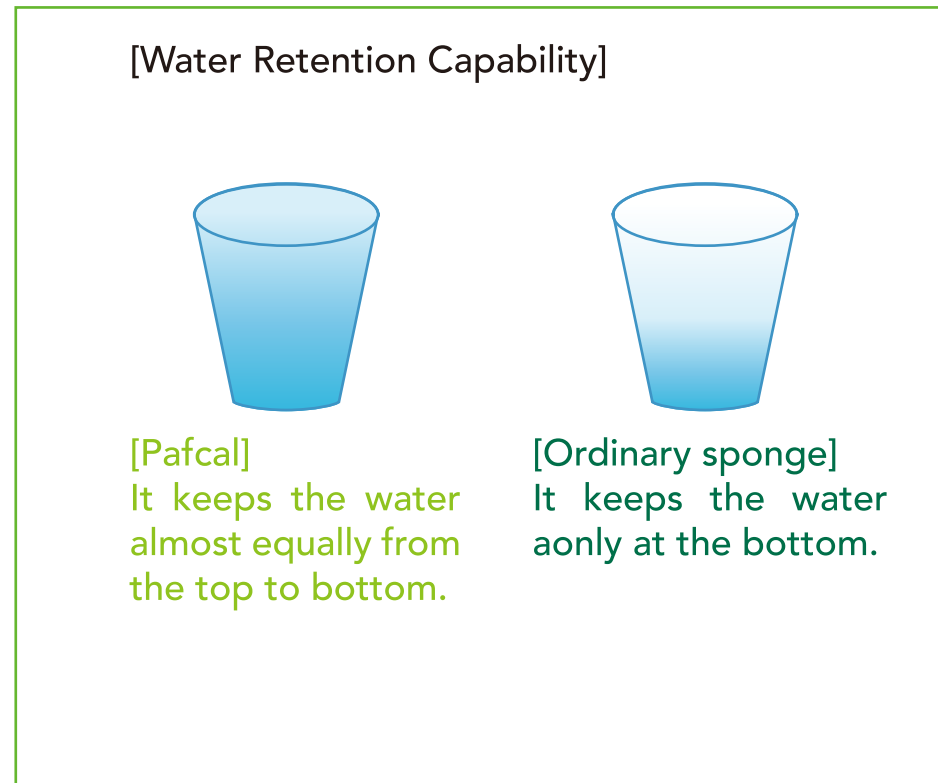 [Water Retention Capability]
[Pafcal]
It keeps the water
almost equally from
the top to bottom.
[Ordinary sponge]
It keeps the water
aonly at the bottom.